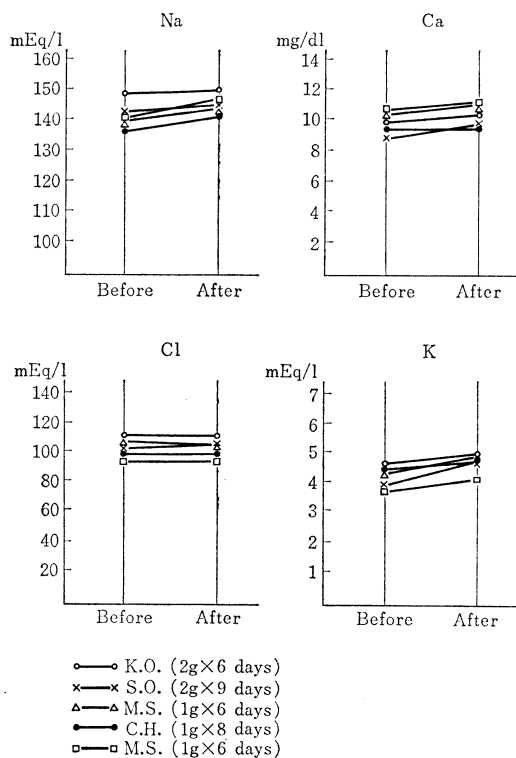 Na
mEq/l
160
150
140
130
120
110
100
Before After
Ca
mg/dl
14
12
10
8
6
4
2
Before After
Cl
mEq/l
140
120
100
80
60
40
20
Before After
K
mEq/l
7
6
5
4
3
2
1
Before After
K.O. (2g×6 days)
S.O. (2g×9 days)
M.S. (1g×6 days)
C.H. (1g×8 days)
M.S. (1g×6 days)